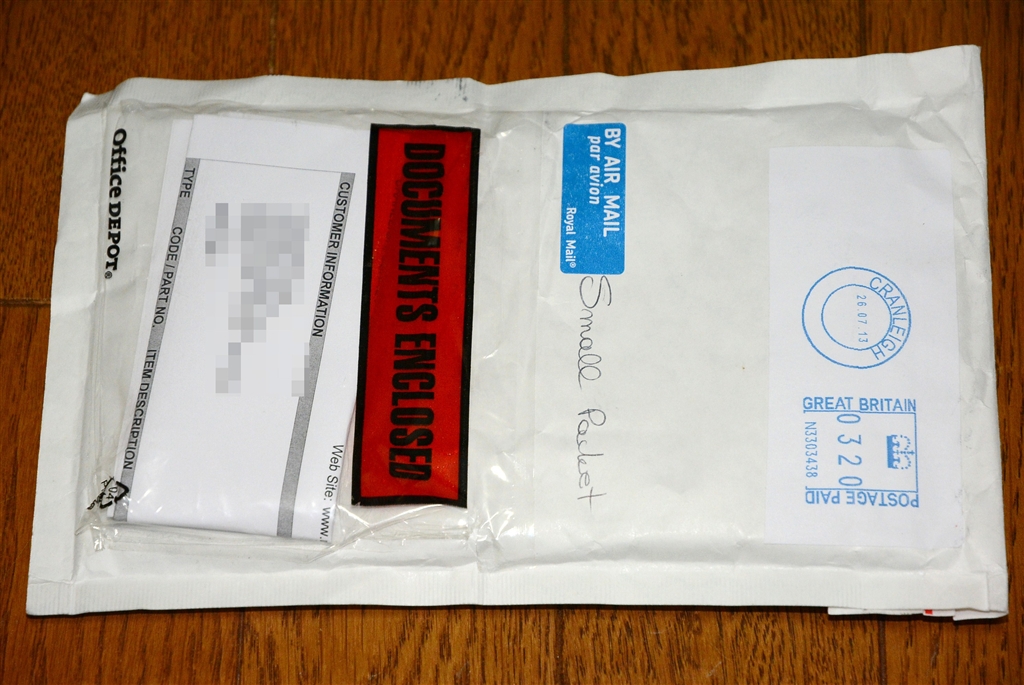 Office DEPOT®
CUSTOMER INFORMATION
TYPE
CODE / PART NO.
ITEM DESCRIPTION
Web Site: www.
DOCUMENTS ENCLOSED
BY AIR MAIL
par avion
Royal Mail®
Small Packet
CRANLEIGH
26.07.13
GREAT BRITAIN
0320
N3303438
POSTAGE PAID